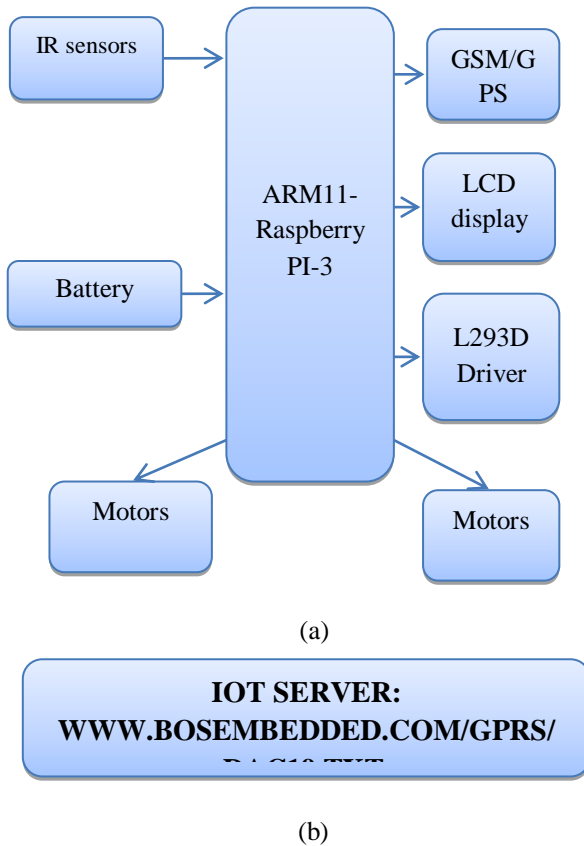 IR sensors
Battery
ARM11-
Raspberry
PI-3
GSM/G
PS
LCD
display
L293D
Driver
Motors
Motors
(a)
IOT SERVER:
WWW.BOSEMBEDDED.COM/GPRS/
(b)